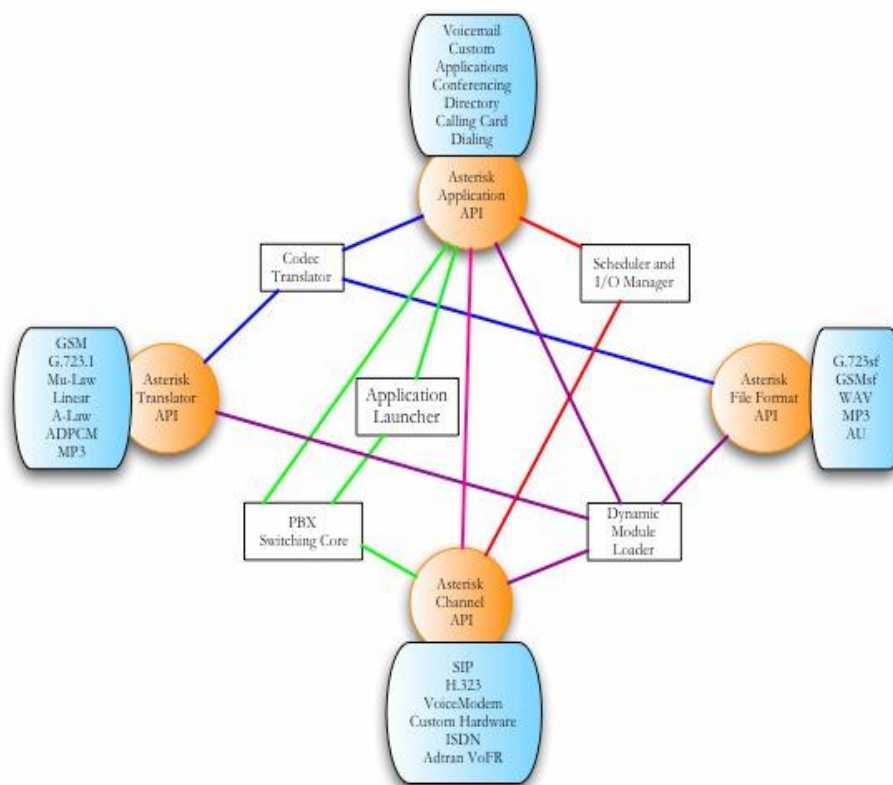 Voicemail
Custom
Applications
Conferencing
Directory
Calling Card
Dialing
Asterisk
Application
API
Codec
Translator
Scheduler and
I/O Manager
GSM
G.723.1
Mu-Law
Linear
A-Law
ADPCM
MP3
Asterisk
Translator
API
Application
Launcher
Asterisk
File Format
API
G.723sf
GSMsf
WAV
MP3
AU
PBX
Switching Core
Dynamic
Module
Loader
Asterisk
Channel
API
SIP
H.323
VoiceModem
Custom Hardware
ISDN
Adtran VoFR